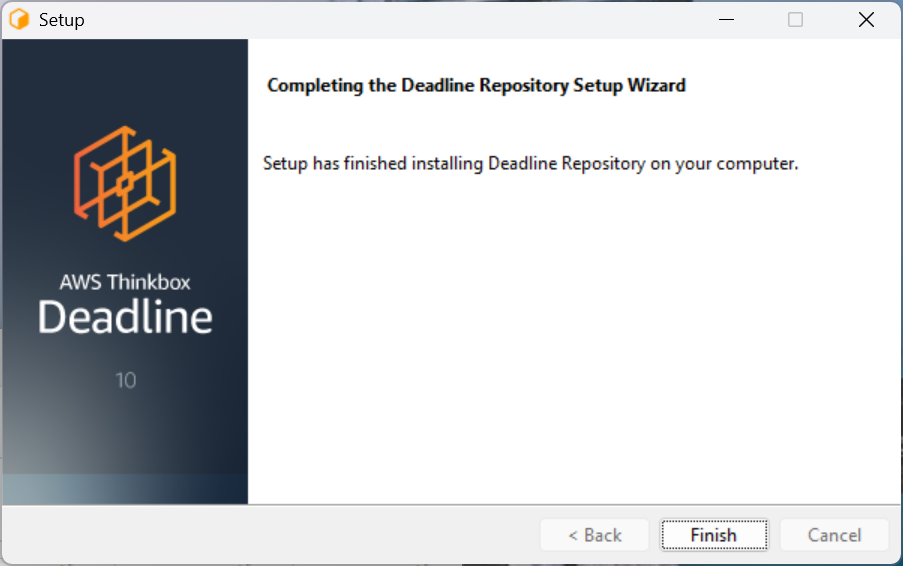 Setup
Completing the Deadline Repository Setup Wizard
Setup has finished installing Deadline Repository on your computer.
AWS Thinkbox
Deadline
10
< Back
Finish
Cancel